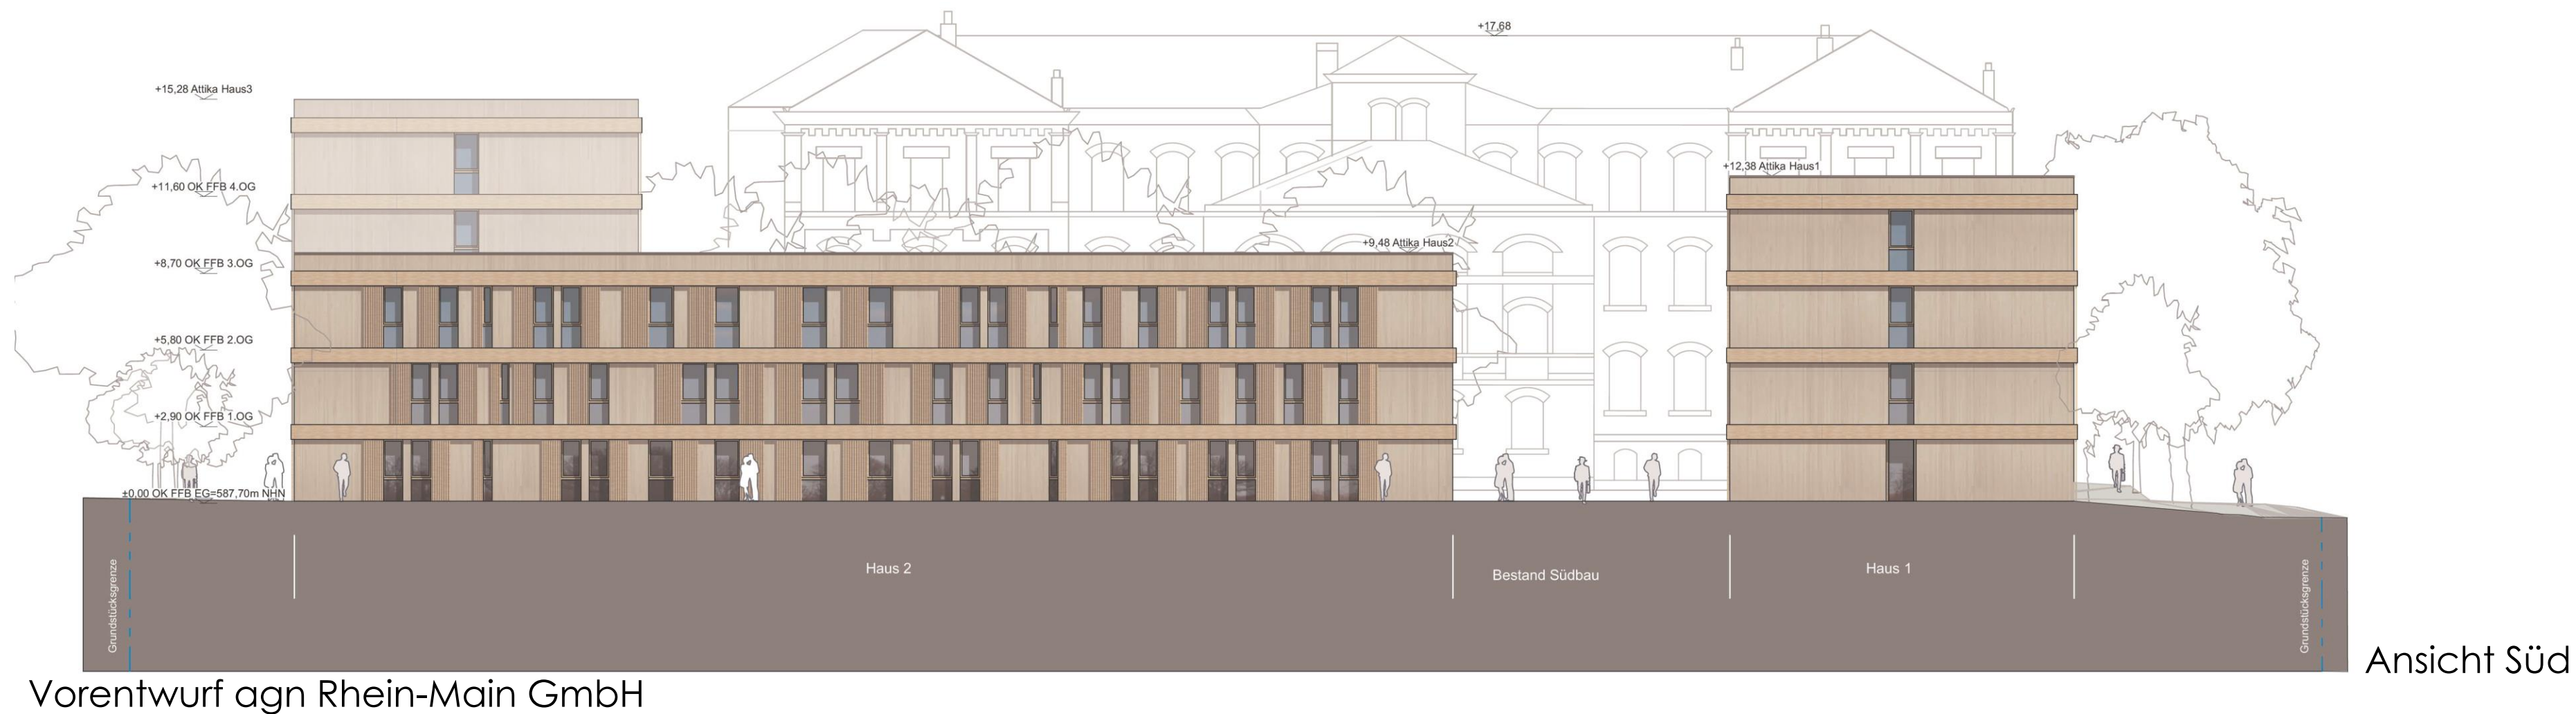 +17,68
+15,28 Attika Haus3
+12,38 Attika Haus1
+11,60 OK FFB 4.OG
+9,48 Attika Haus2
+8,70 OK FFB 3.OG
+5,80 OK FFB 2.OG
+2,90 OK FFB 1.OG
±0,00 OK FFB EG=587,70m NHN
Grundstücksgrenze
Haus 2
Bestand Südbau
Haus 1
Grundstücksgrenze
Ansicht Süd
Vorentwurf agn Rhein-Main GmbH